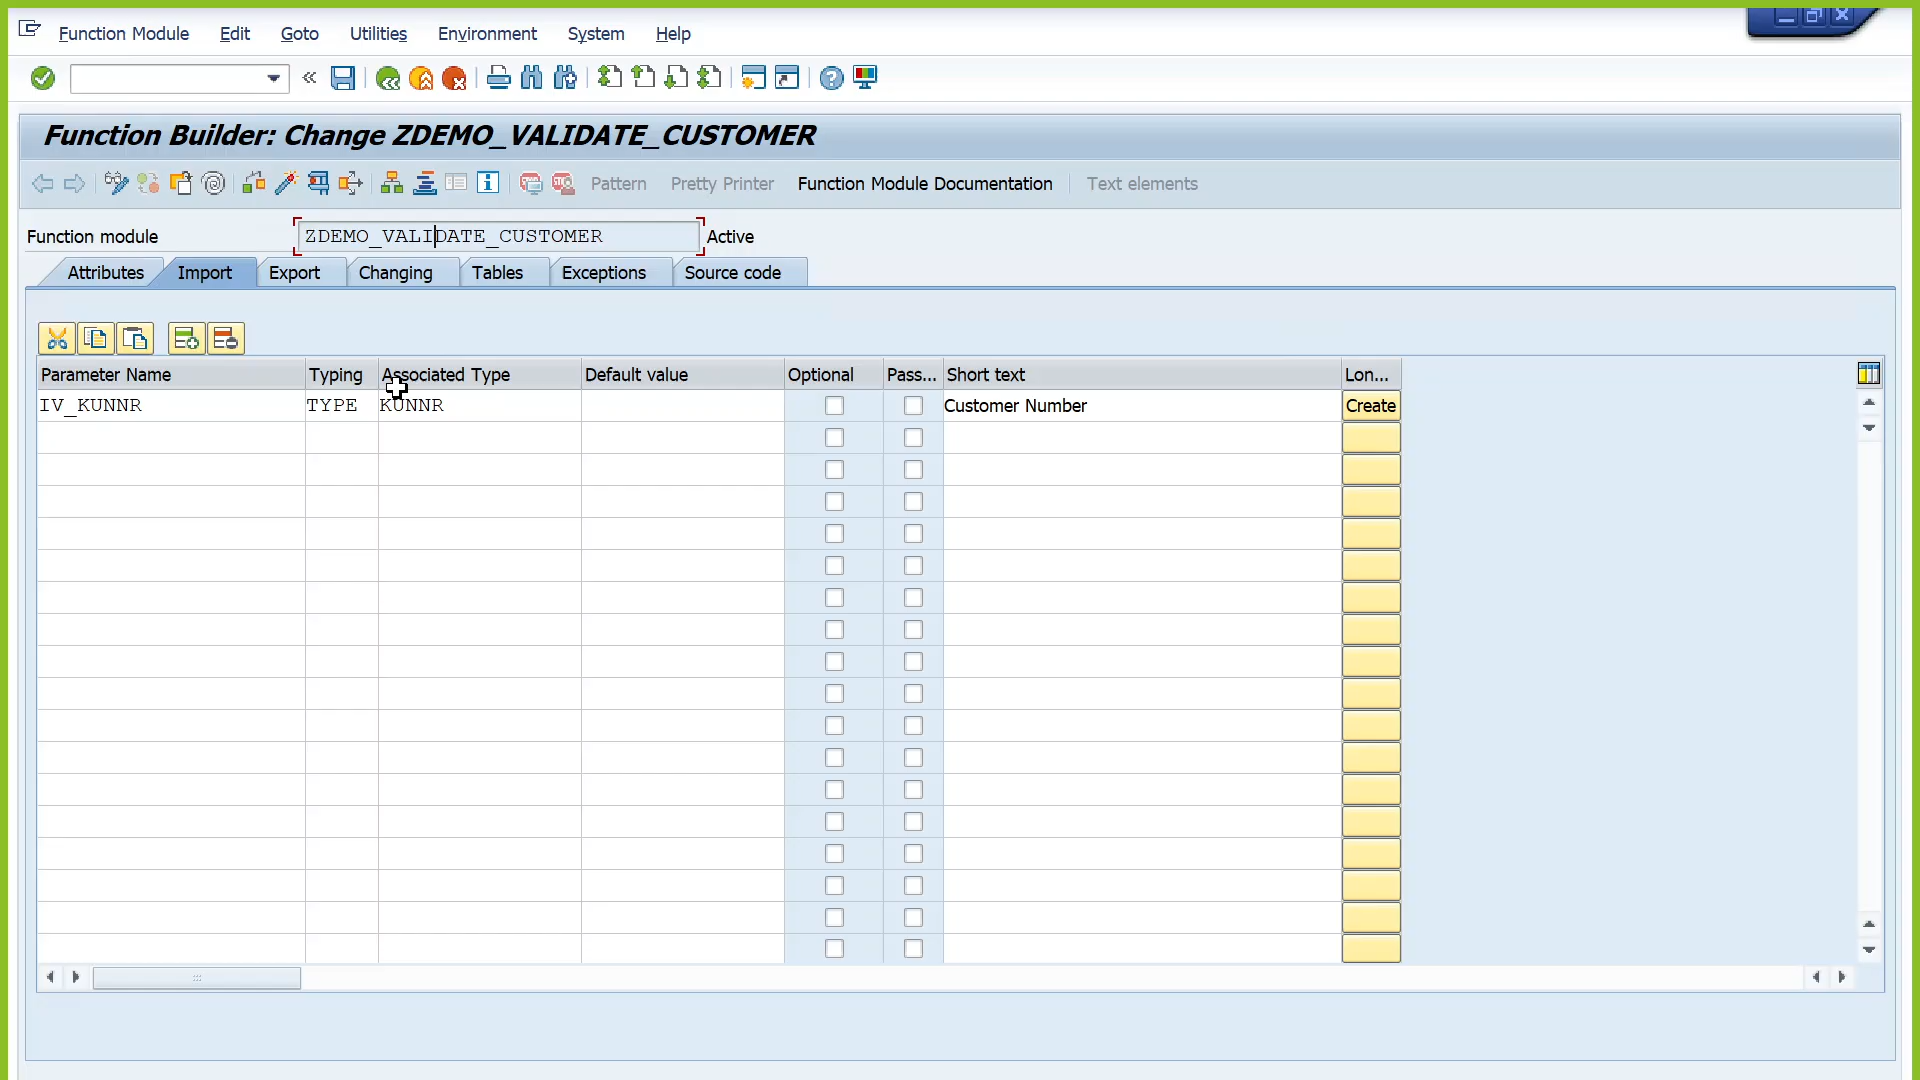 Function Module Edit Goto Utilities Environment System Help
Function Builder: Change ZDEMO_VALIDATE_CUSTOMER
Pattern Pretty Printer Function Module Documentation Text elements
Function module ZDEMO_VALIDATE_CUSTOMER Active
Attributes Import Export Changing Tables Exceptions Source code
Parameter Name Typing Associated Type Default value Optional Pass... Short text Lon...
IV_KUNNR TYPE KUNNR Customer Number Create